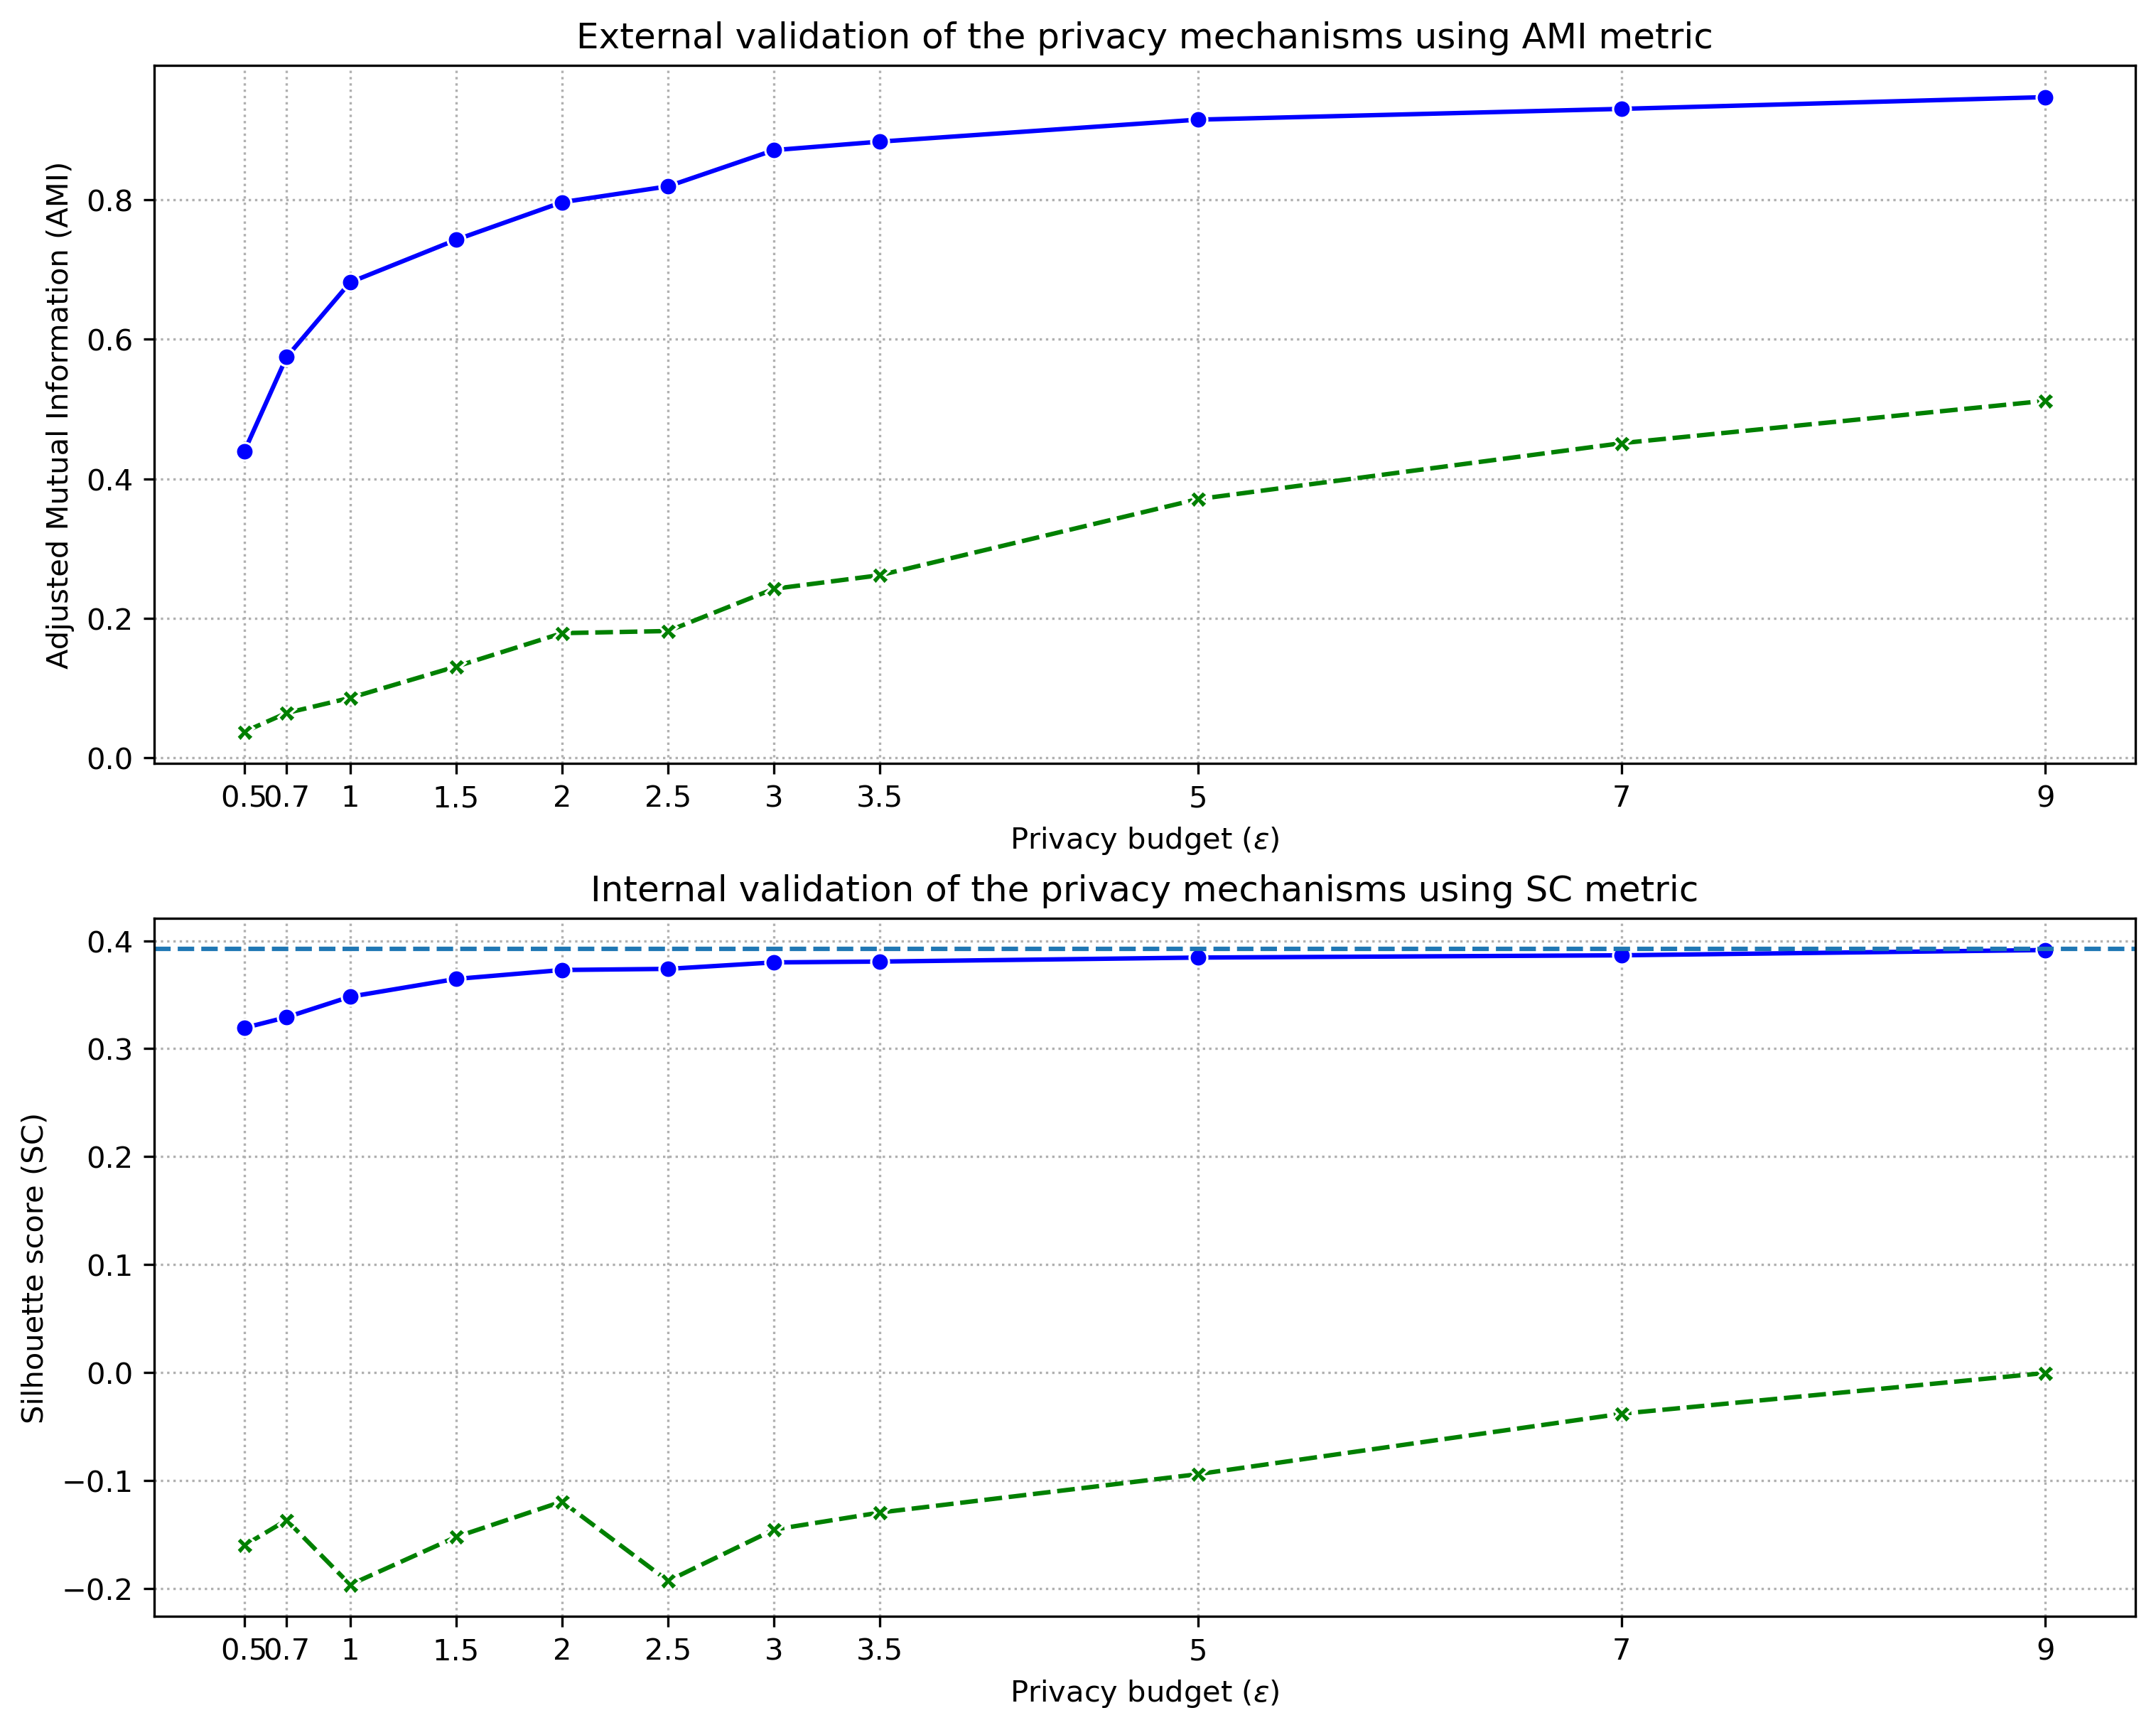 External validation of the privacy mechanisms using AMI metric
Adjusted Mutual Information (AMI)
0.8
0.6
0.4
0.2
0.0
0.5 0.7 1 1.5 2 2.5 3 3.5 5 7 9
Privacy budget (ε)
Internal validation of the privacy mechanisms using SC metric
Silhouette score (SC)
0.4
0.3
0.2
0.1
0.0
−0.1
−0.2
0.5 0.7 1 1.5 2 2.5 3 3.5 5 7 9
Privacy budget (ε)